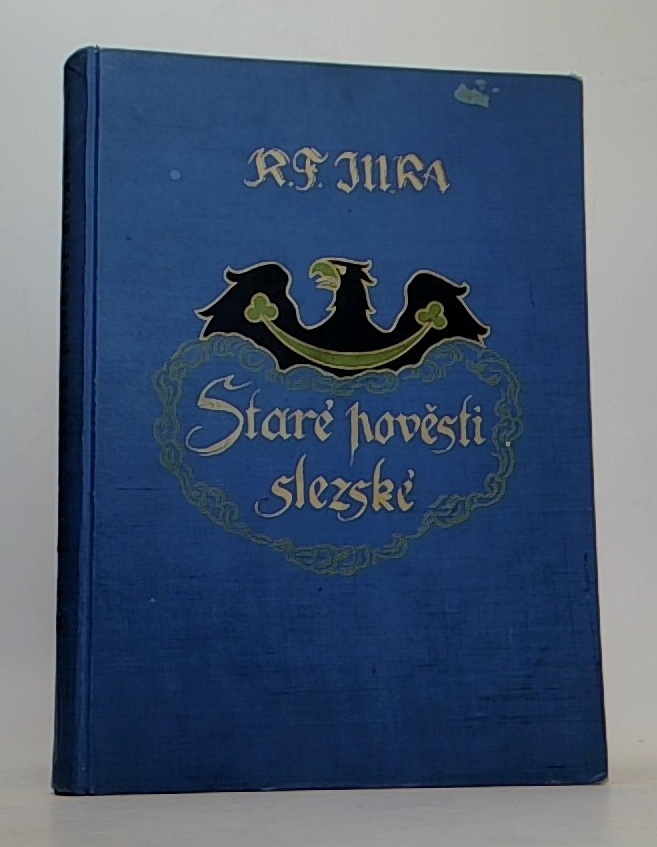 R.F. JURA
Staré pověsti
slezské